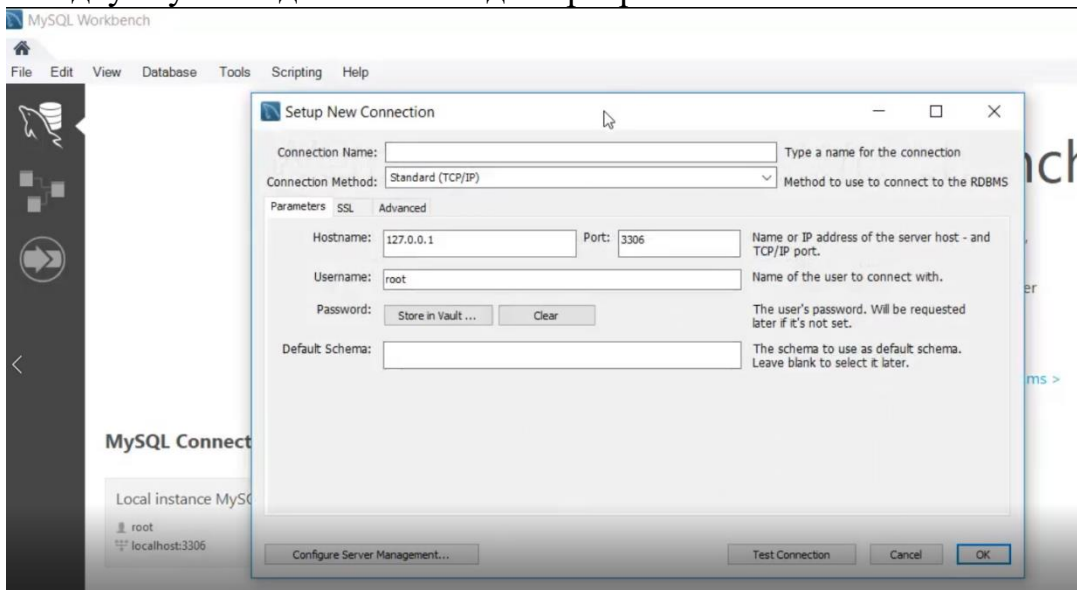 MySQL Workbench
File Edit View Database Tools Scripting Help
Setup New Connection
Connection Name: Type a name for the connection
Connection Method: Standard (TCP/IP) Method to use to connect to the RDBMS
Parameters SSL Advanced
Hostname: 127.0.0.1 Port: 3306 Name or IP address of the server host - and
TCP/IP port.
Username: root Name of the user to connect with.
Password: Store in Vault ... Clear The user's password. Will be requested
later if it's not set.
Default Schema: The schema to use as default schema.
Leave blank to select it later.
ms >
MySQL Connect
Local instance MySQ
root
localhost:3306
Configure Server Management... Test Connection Cancel OK